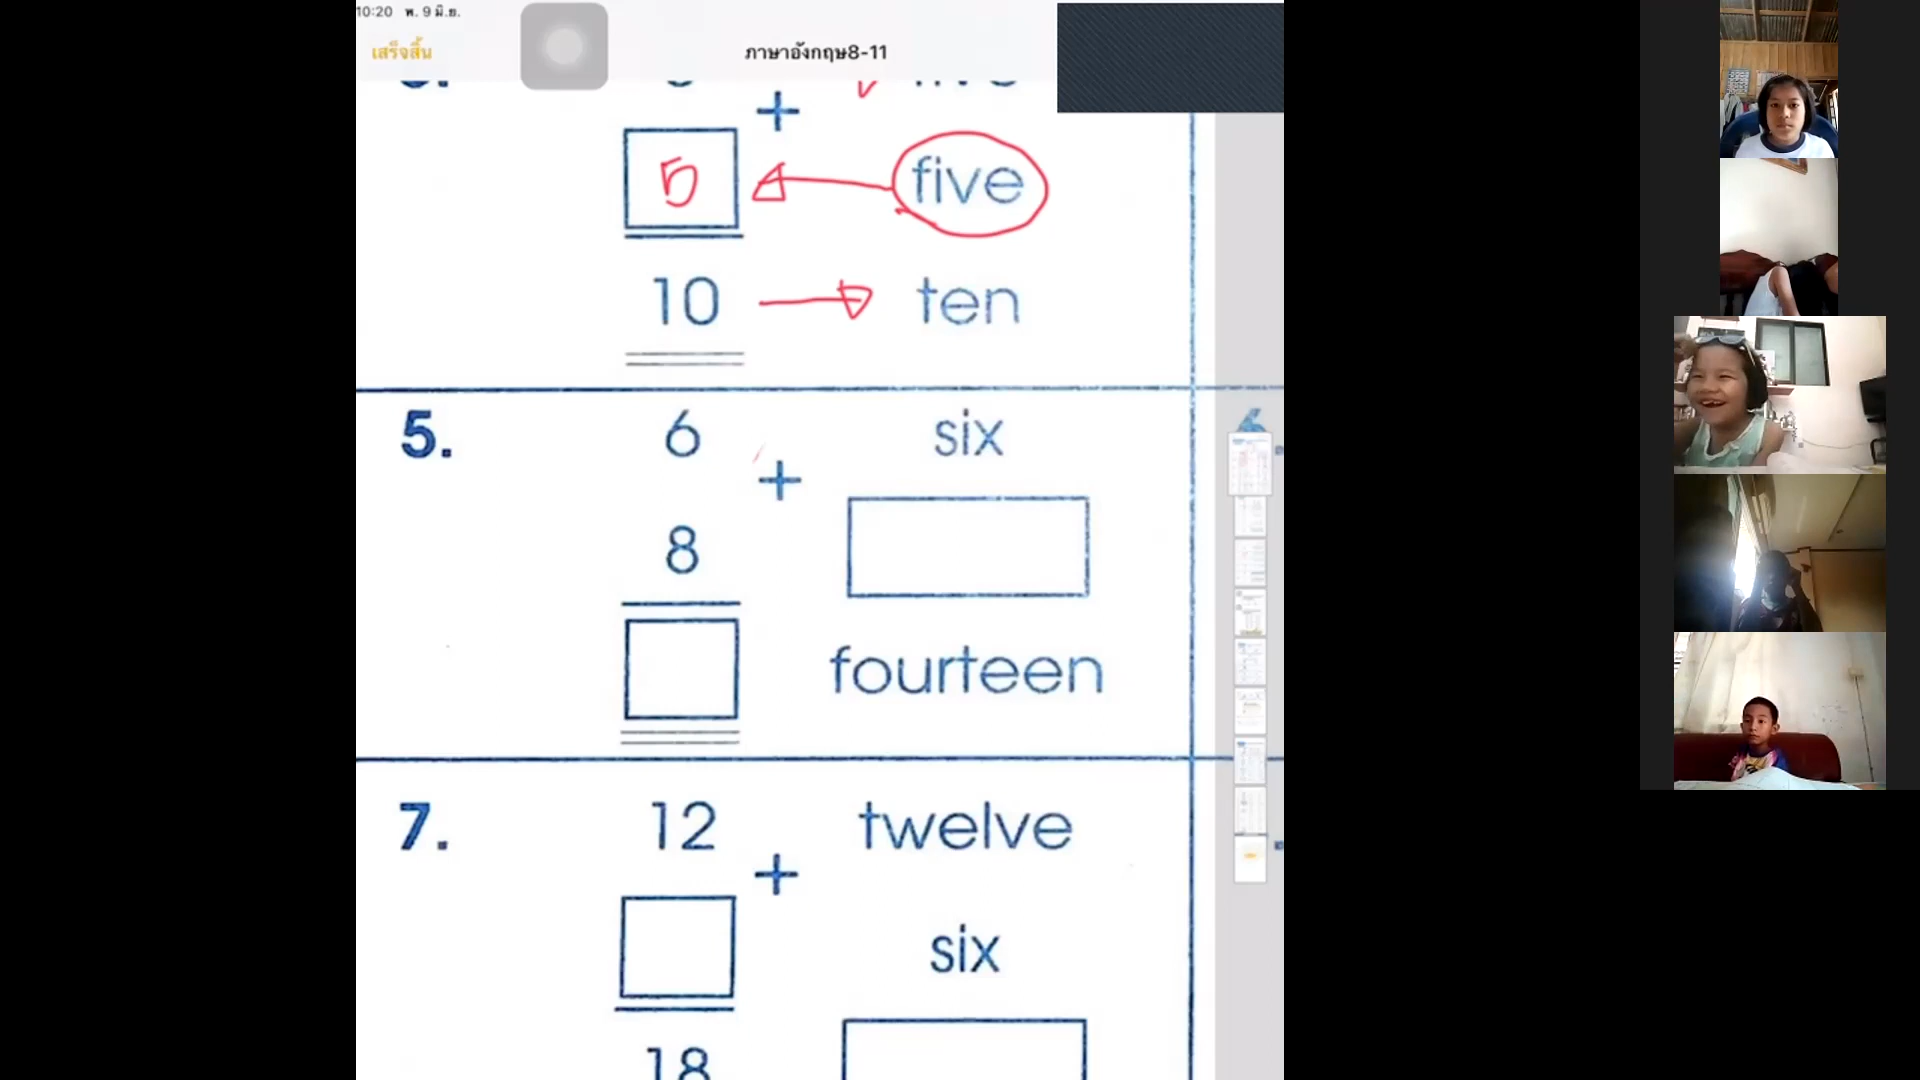 10:20 พ. 9 มิ.ย.
เสร็จสิ้น
ภาษาอังกฤษ8-11
+
5 five
10 ten
5. 6 six
+
8
fourteen
7. 12 twelve
+
six
18